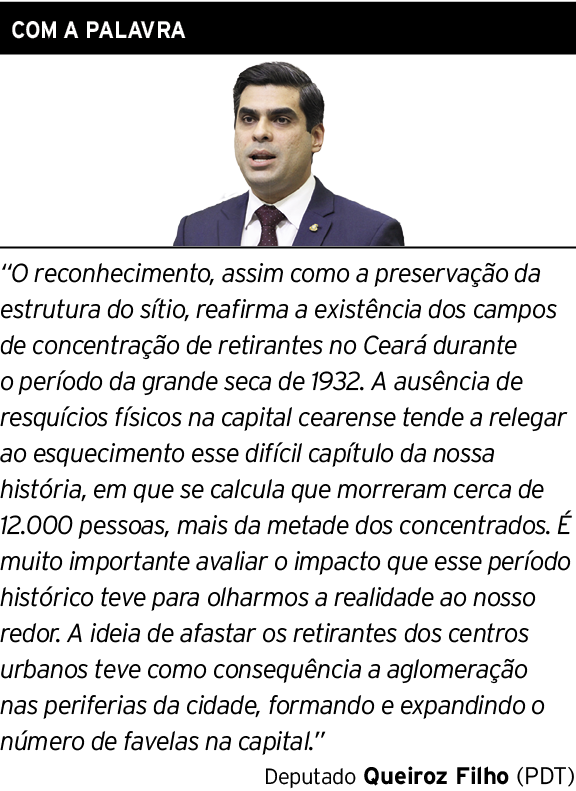 COM A PALAVRA
“O reconhecimento, assim como a preservação da
estrutura do sítio, reafirma a existência dos campos
de concentração de retirantes no Ceará durante
o período da grande seca de 1932. A ausência de
resquícios físicos na capital cearense tende a relegar
ao esquecimento esse difícil capítulo da nossa
história, em que se calcula que morreram cerca de
12.000 pessoas, mais da metade dos concentrados. É
muito importante avaliar o impacto que esse período
histórico teve para olharmos a realidade ao nosso
redor. A ideia de afastar os retirantes dos centros
urbanos teve como consequência a aglomeração
nas periferias da cidade, formando e expandindo o
número de favelas na capital.”
Deputado Queiroz Filho (PDT)